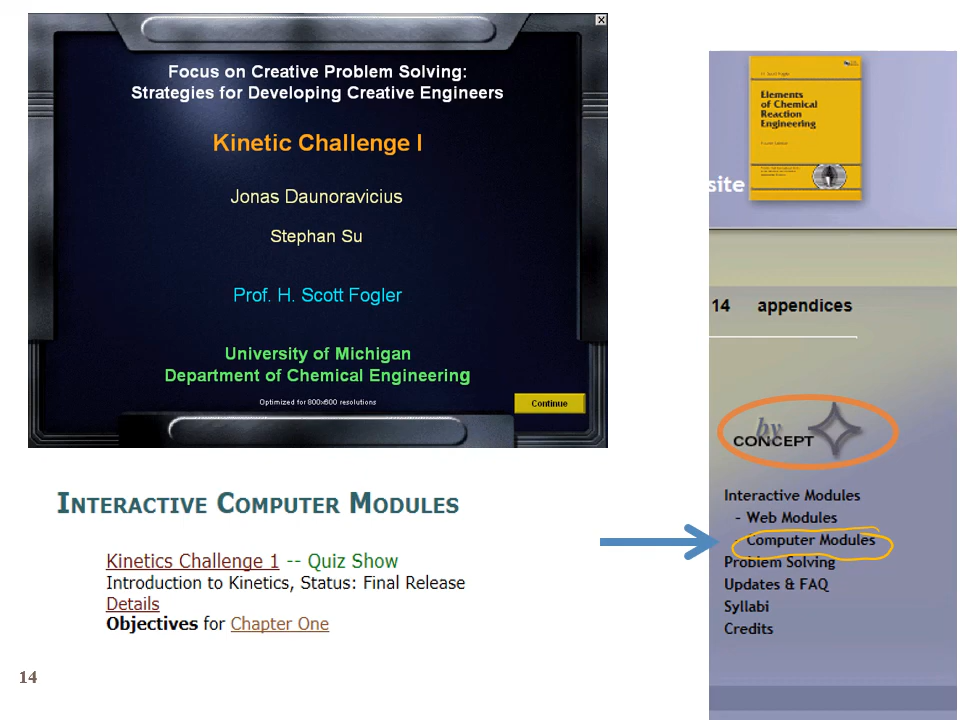 Focus on Creative Problem Solving:
Strategies for Developing Creative Engineers
Kinetic Challenge I
Jonas Daunoravicius
Stephan Su
Prof. H. Scott Fogler
University of Michigan
Department of Chemical Engineering
Optimized for 800x600 resolutions
Continue
INTERACTIVE COMPUTER MODULES
Kinetics Challenge 1 -- Quiz Show
Introduction to Kinetics, Status: Final Release
Details
Objectives for Chapter One
14
H. Scott Fogler
Elements
of Chemical
Reaction
Engineering
site
14 appendices
by
CONCEPT
Interactive Modules
- Web Modules
- Computer Modules
Problem Solving
Updates & FAQ
Syllabi
Credits